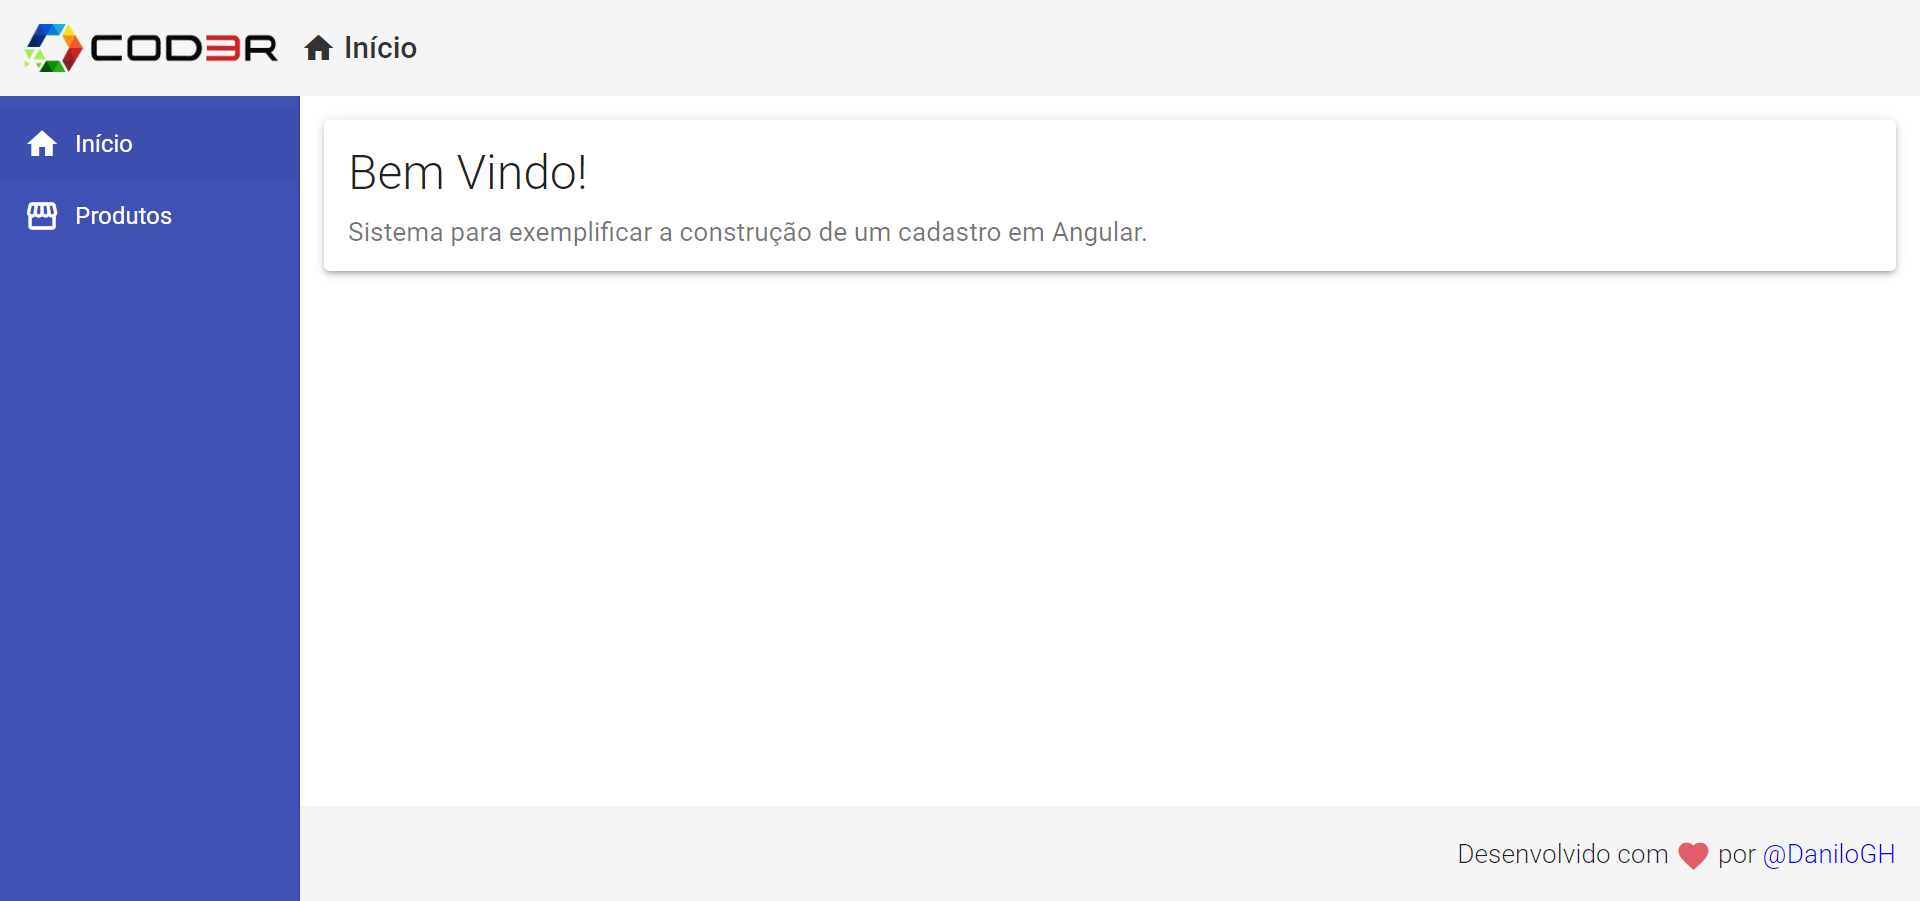 COD3R
Início
Início
Produtos
Bem Vindo!
Sistema para exemplificar a construção de um cadastro em Angular.
Desenvolvido com por @DaniloGH